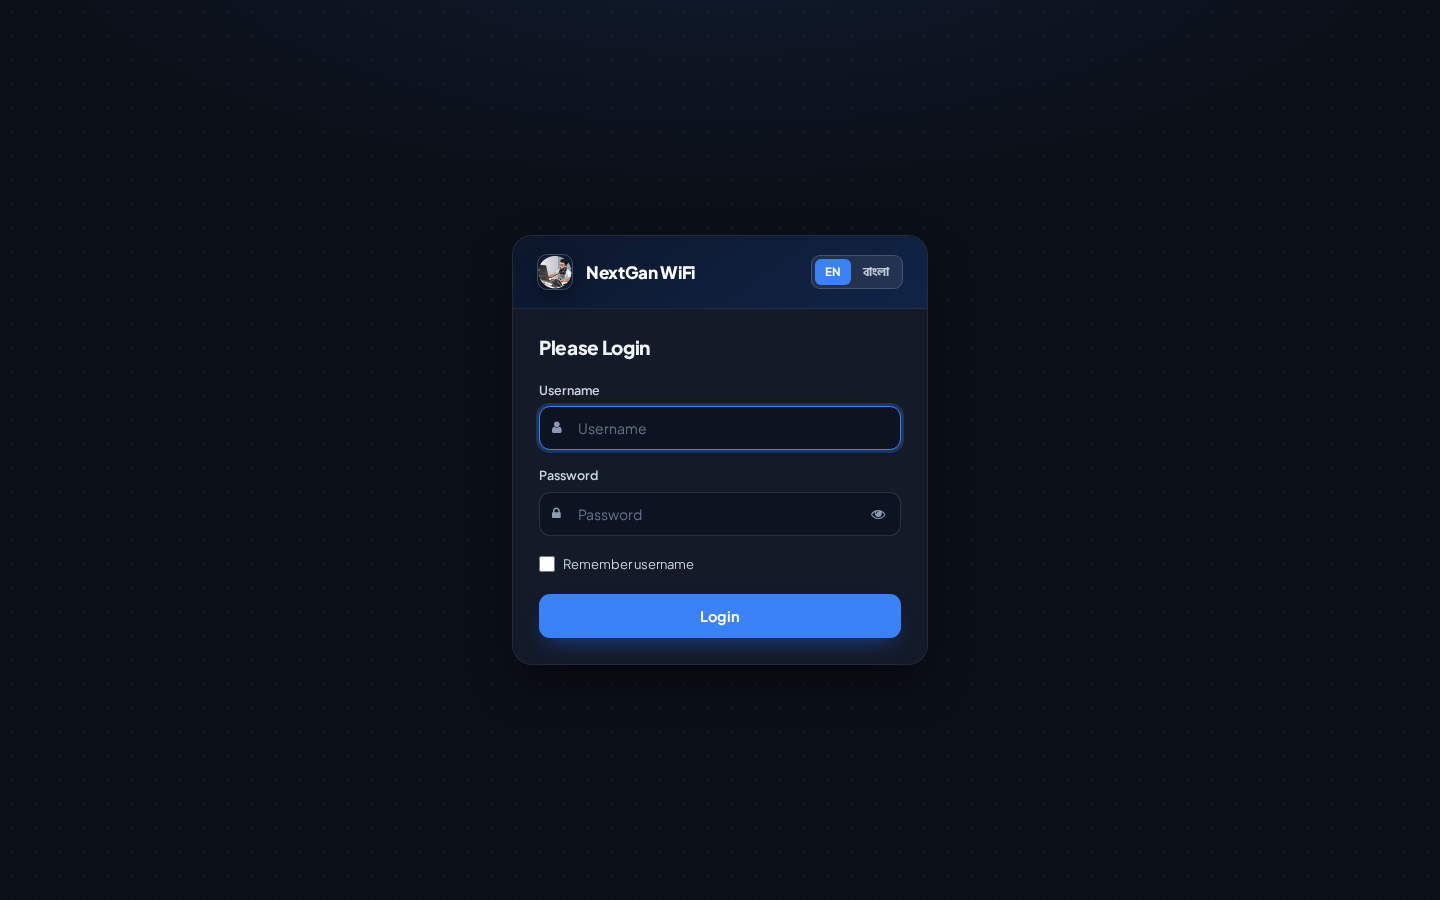 NextGan WiFi
EN বাংলা
Please Login
Username
Username
Password
Password
Remember username
Login